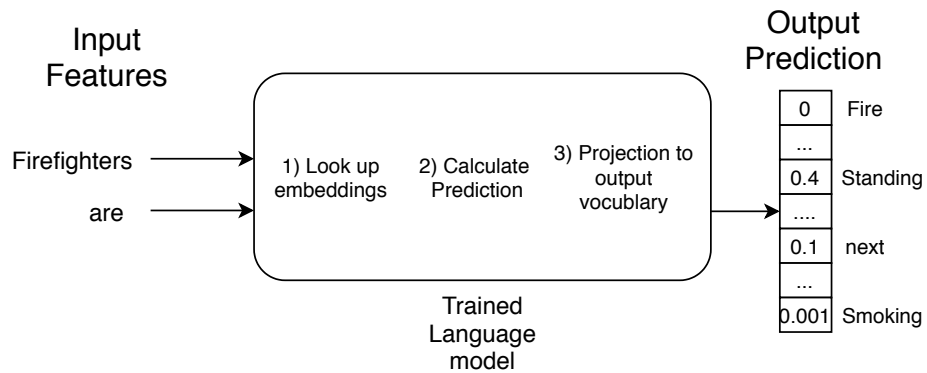 Input
Features
Firefighters
are
1) Look up
embeddings
2) Calculate
Prediction
3) Projection to
output
vocublary
Trained
Language
model
Output
Prediction
0 Fire
...
0.4 Standing
....
0.1 next
...
0.001 Smoking